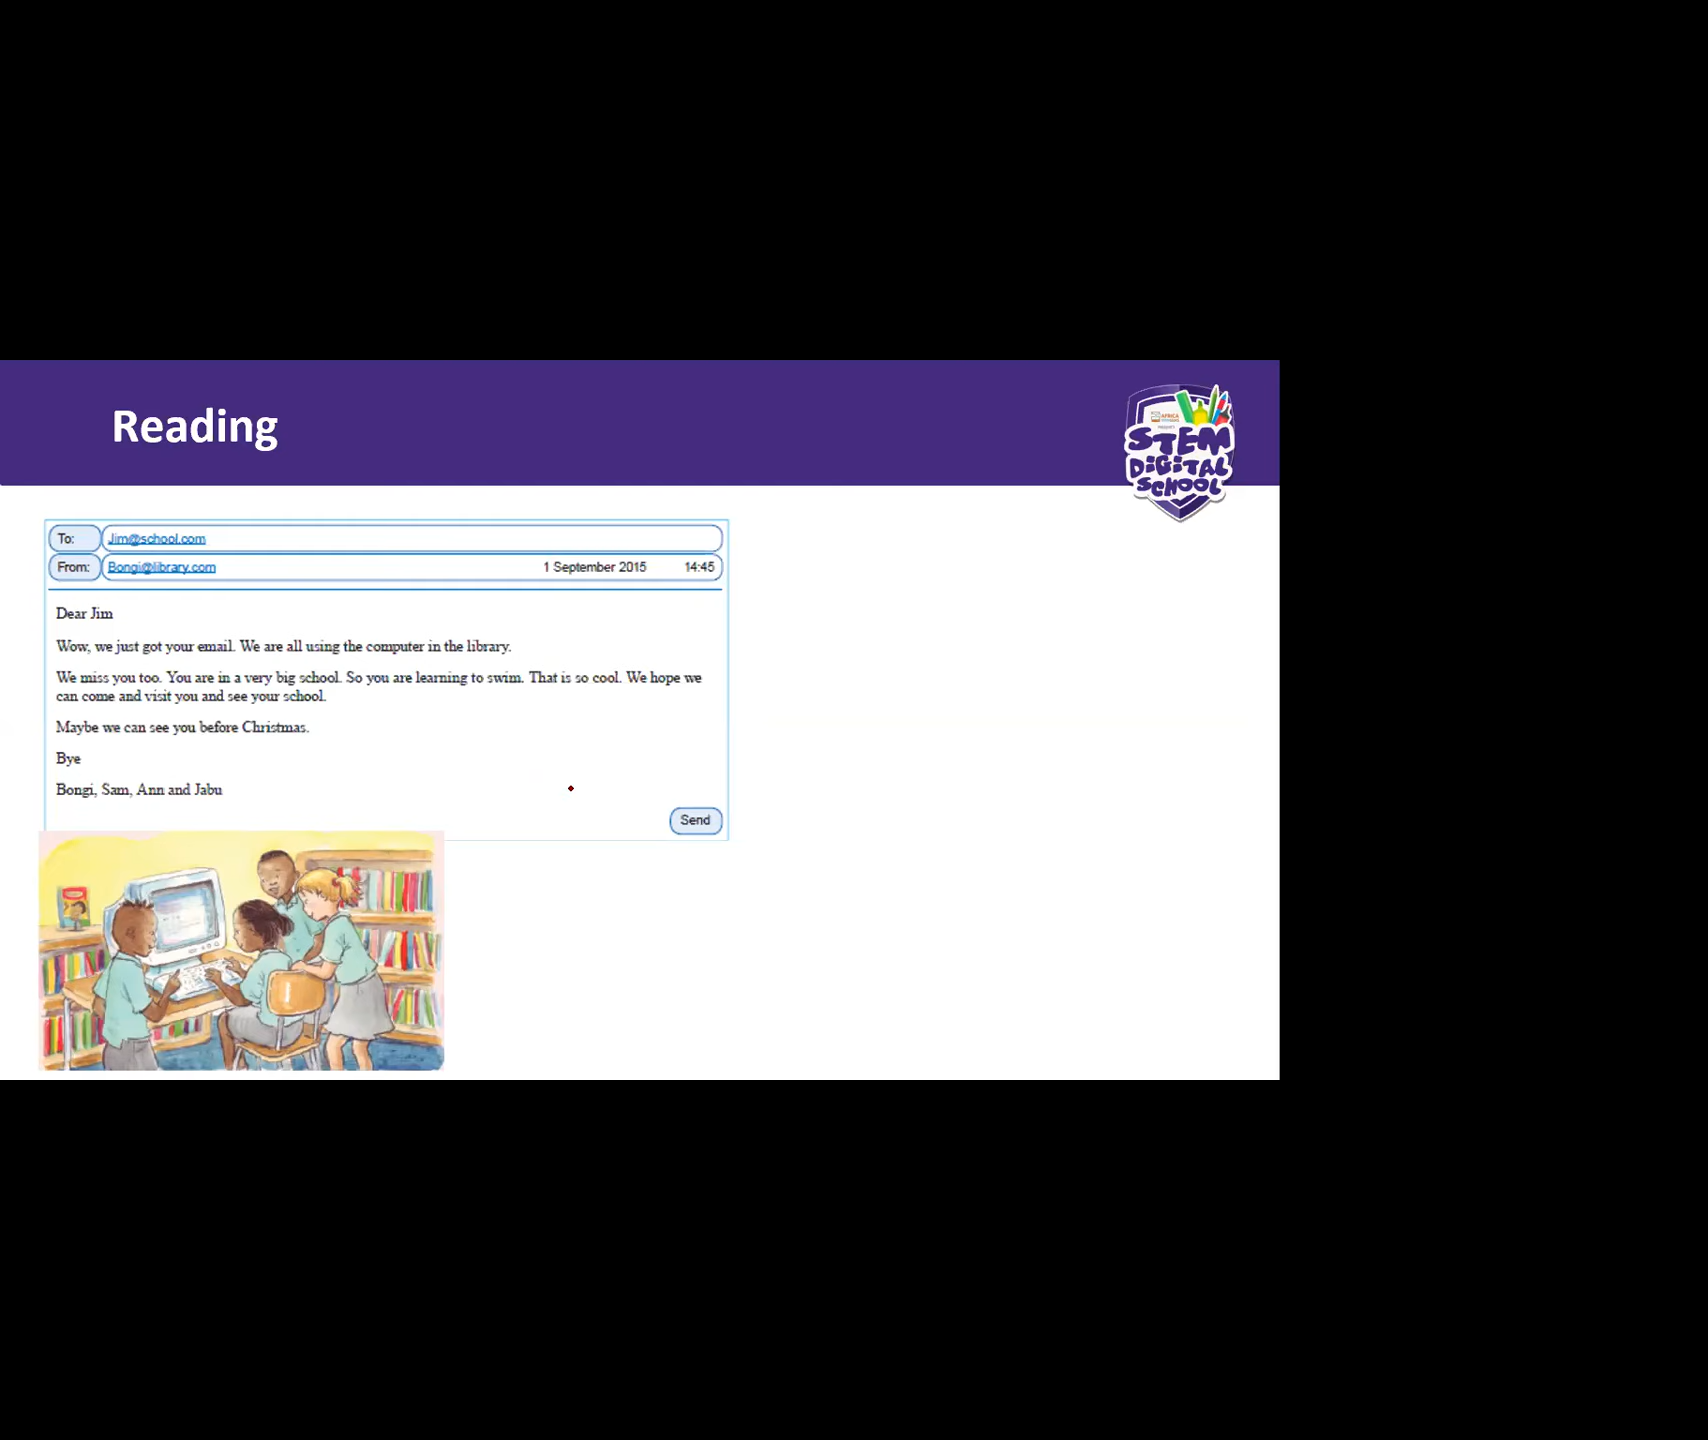 Reading
AFRICA
STEM
DiGiTAL
SCHOOL
To: Jim@school.com
From: Bongi@library.com 1 September 2015 14:45
Dear Jim
Wow, we just got your email. We are all using the computer in the library.
We miss you too. You are in a very big school. So you are learning to swim. That is so cool. We hope we
can come and visit you and see your school.
Maybe we can see you before Christmas.
Bye
Bongi, Sam, Ann and Jabu
Send